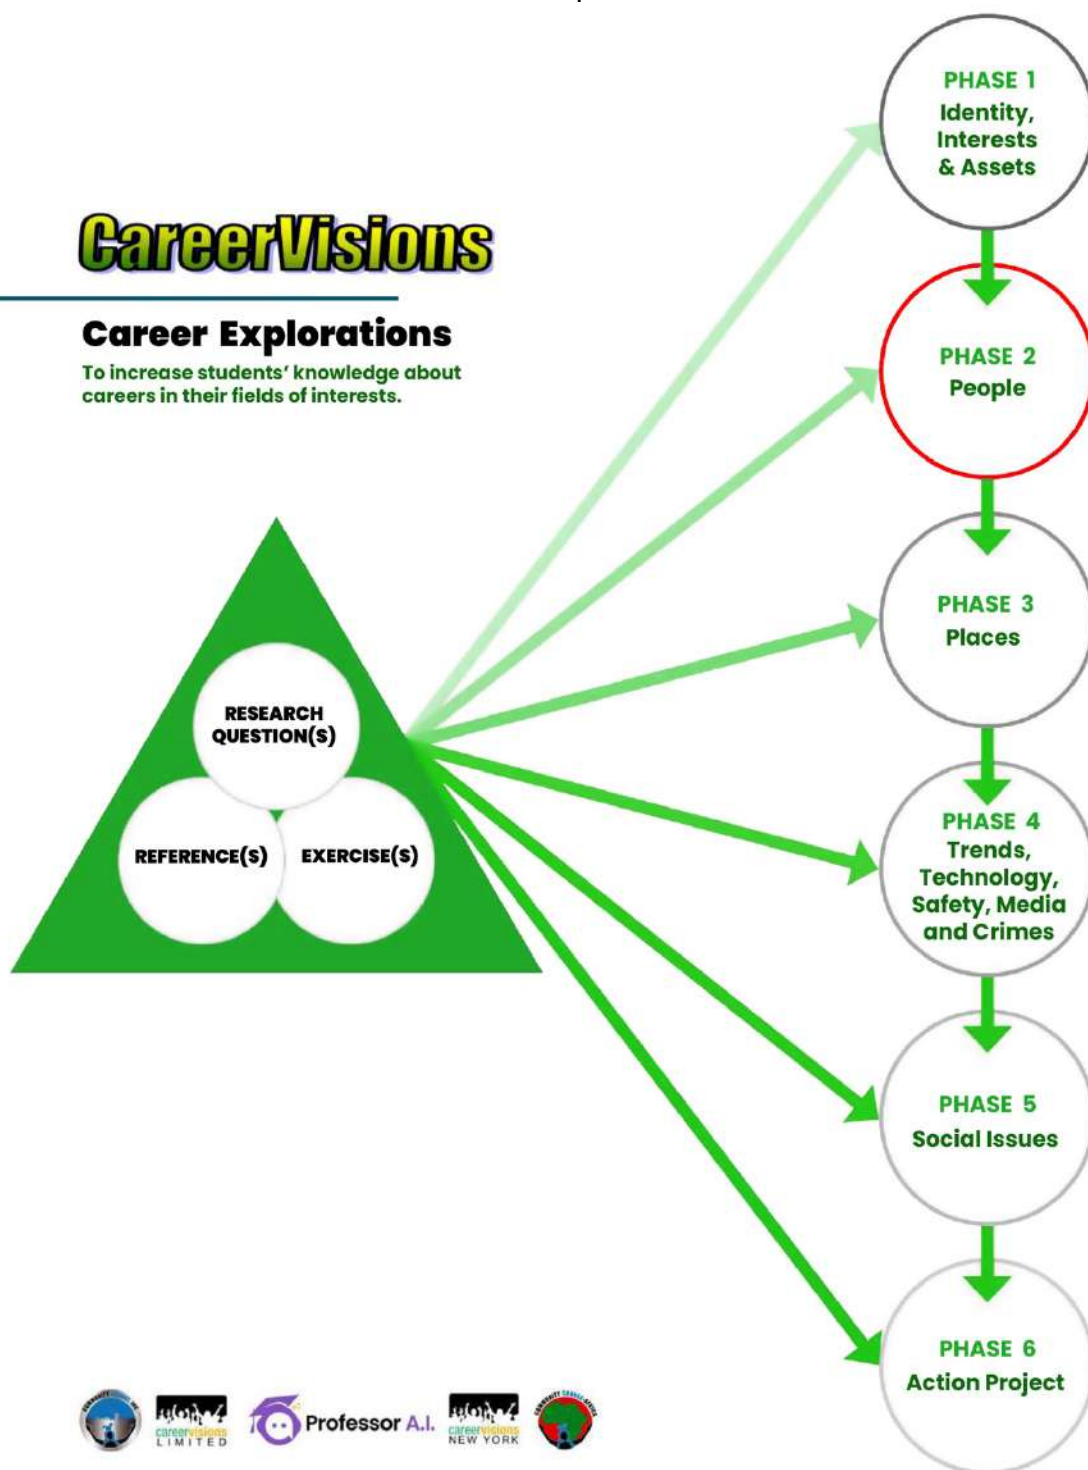 CareerVisions
Career Explorations
To increase students' knowledge about
careers in their fields of interests.
RESEARCH
QUESTION(S)
REFERENCE(S)
EXERCISE(S)
PHASE 1
Identity,
Interests
& Assets
PHASE 2
People
PHASE 3
Places
PHASE 4
Trends,
Technology,
Safety, Media
and Crimes
PHASE 5
Social Issues
PHASE 6
Action Project
careervisions
LIMITED
Professor A.I.
careervisions
NEW YORK